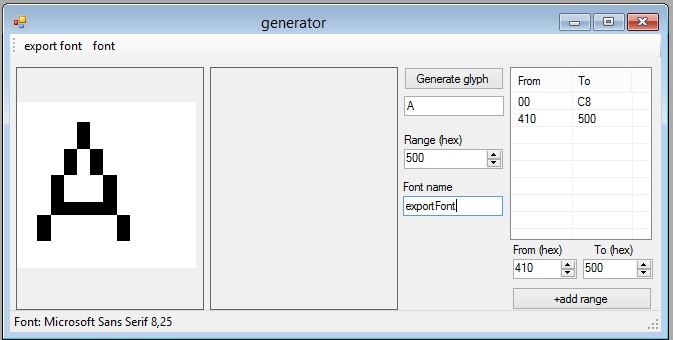 generator
export font font
Generate glyph
A
Range (hex)
500
Font name
exportFont
From To
00 C8
410 500
From (hex) To (hex)
410 500
+add range
Font: Microsoft Sans Serif 8,25
A